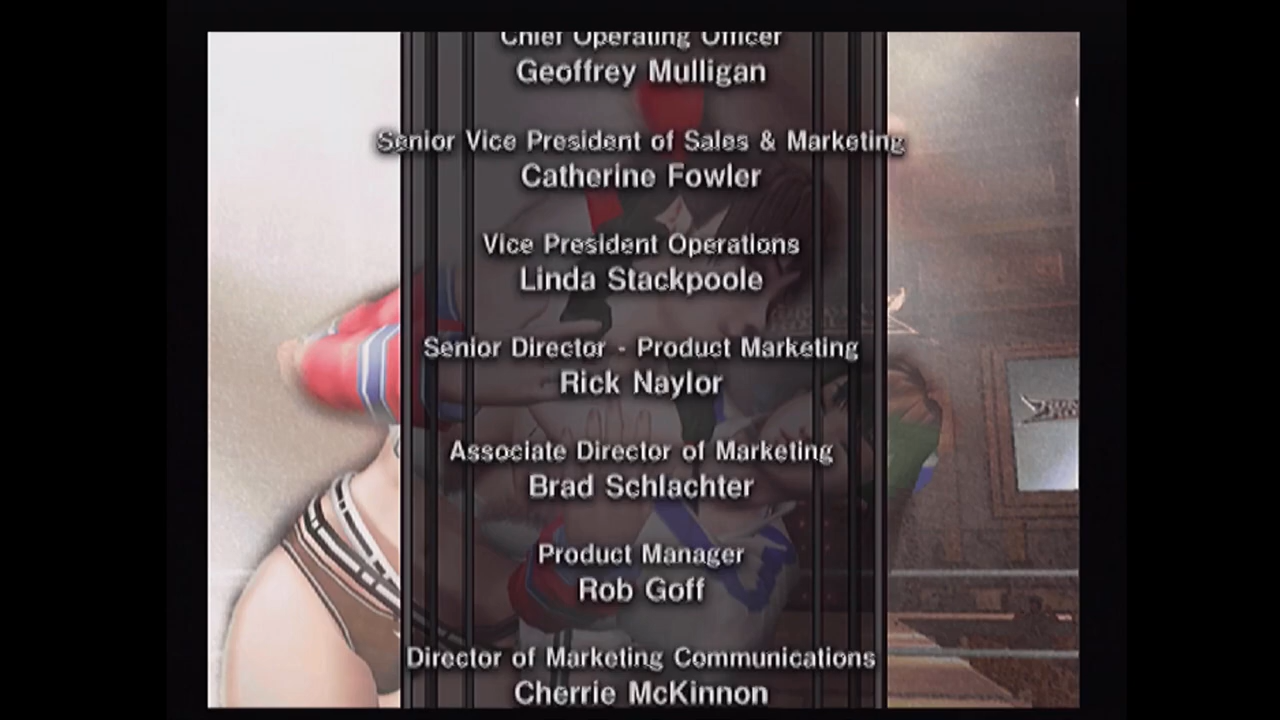 Chief Operating Officer
Geoffrey Mulligan
Senior Vice President of Sales & Marketing
Catherine Fowler
Vice President Operations
Linda Stackpoole
Senior Director - Product Marketing
Rick Naylor
Associate Director of Marketing
Brad Schlachter
Product Manager
Rob Goff
Director of Marketing Communications
Cherrie McKinnon